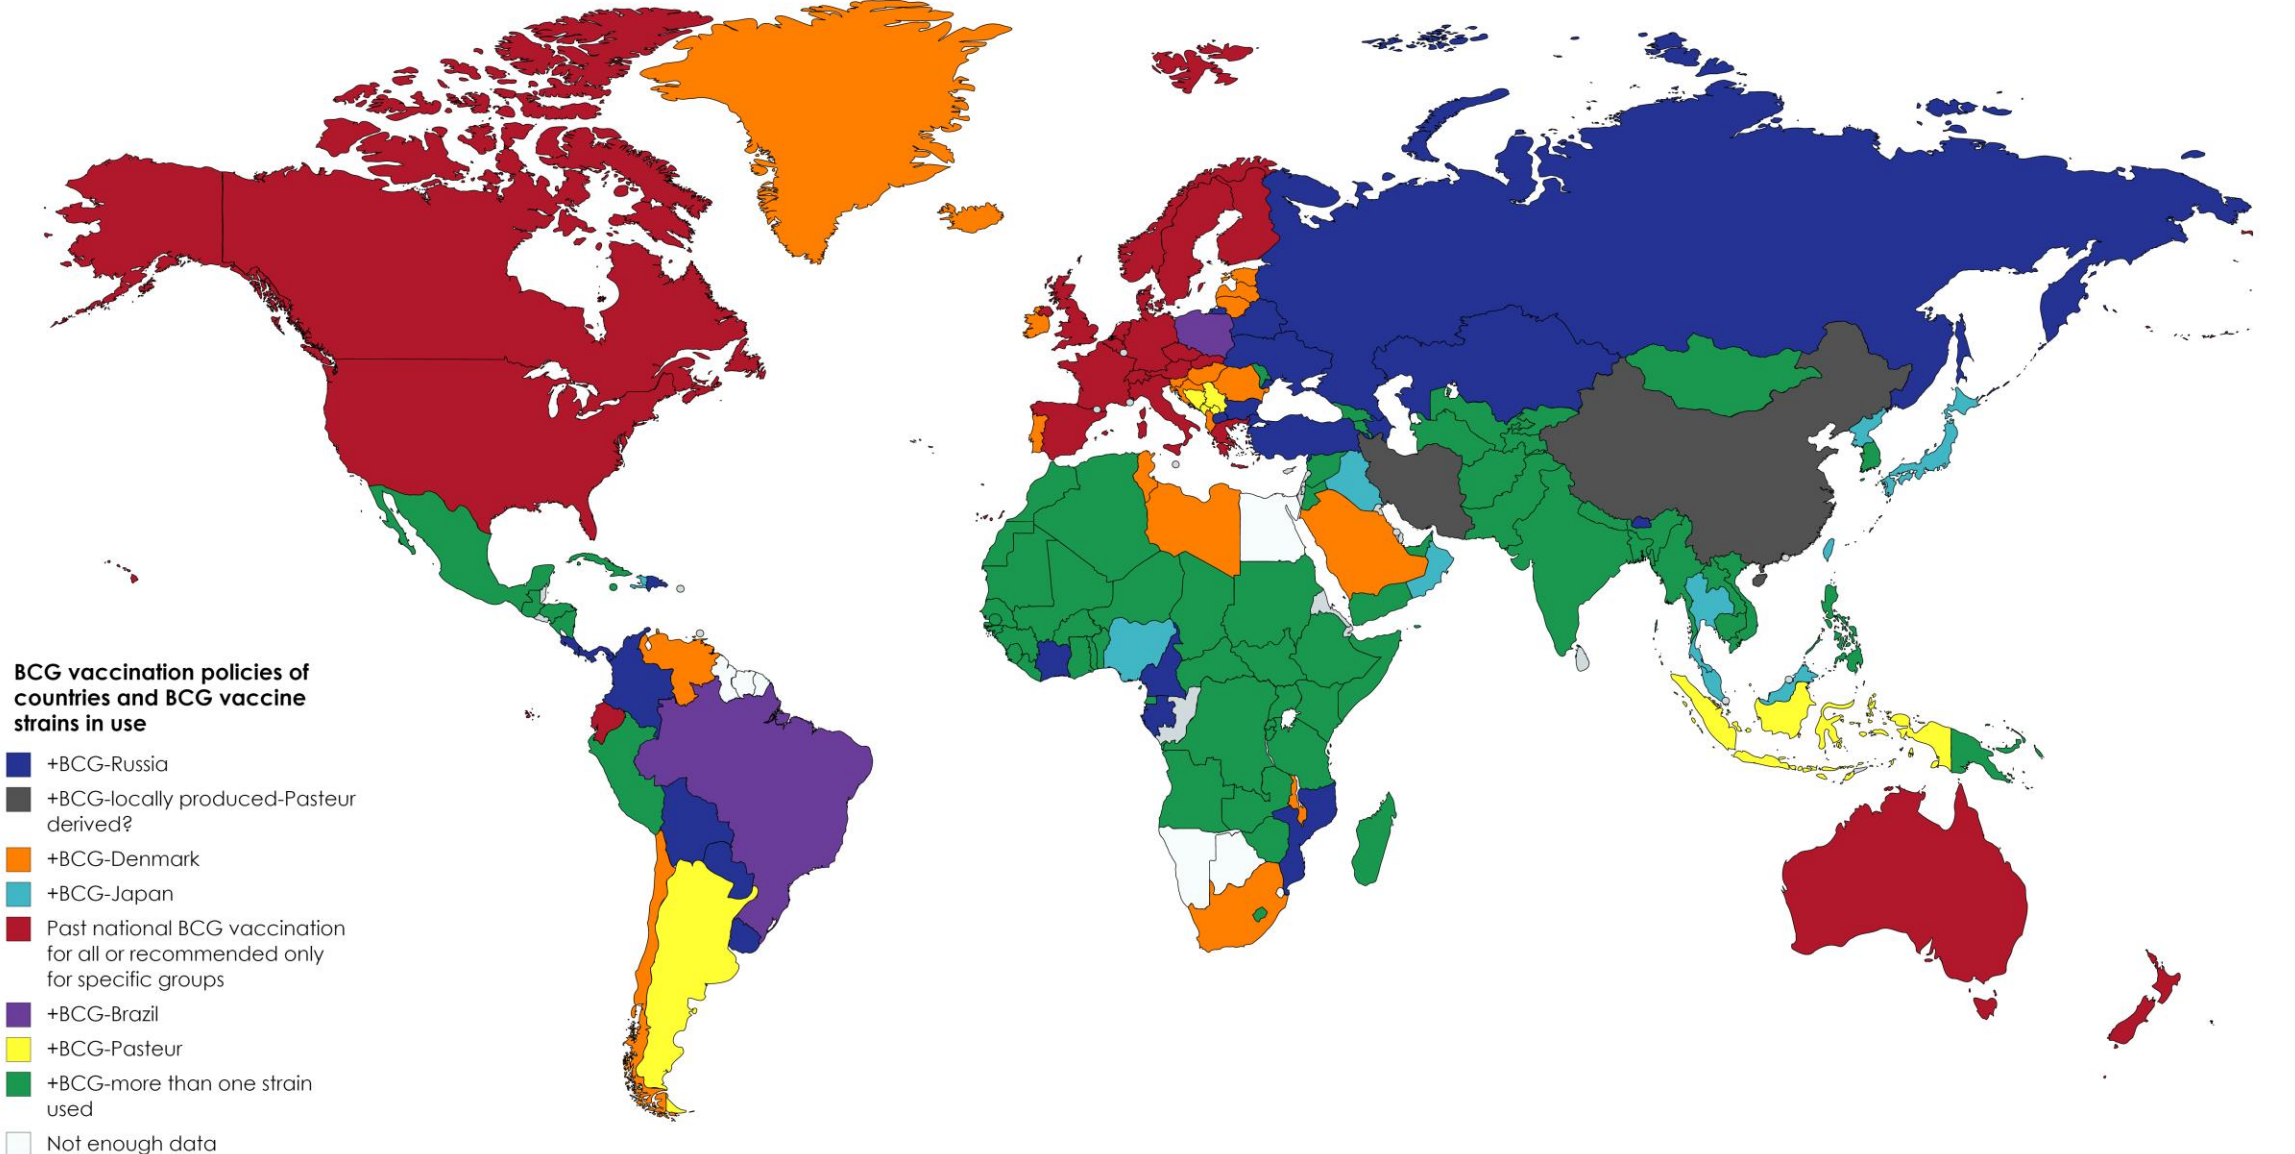 BCG vaccination policies of
countries and BCG vaccine
strains in use
+BCG-Russia
+BCG-locally produced-Pasteur
derived?
+BCG-Denmark
+BCG-Japan
Past national BCG vaccination
for all or recommended only
for specific groups
+BCG-Brazil
+BCG-Pasteur
+BCG-more than one strain
used
Not enough data